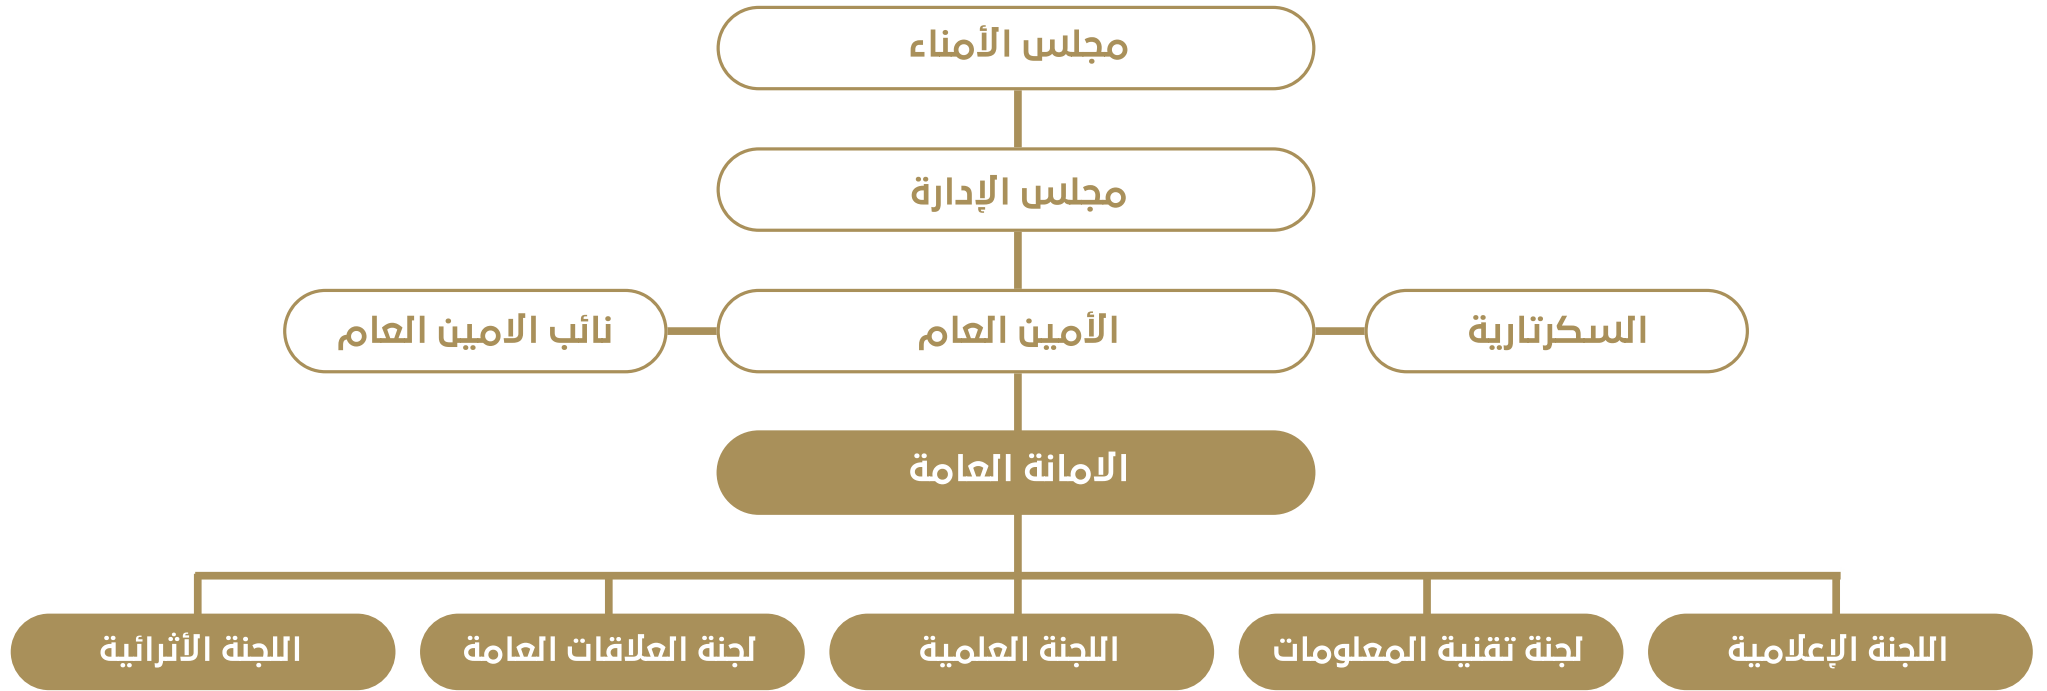 مجلس الأمناء
مجلس الإدارة
السكرتارية
الأمين العام
نائب الامين العام
الامانة العامة
اللجنة الإعلامية
لجنة تقنية المعلومات
اللجنة العلمية
لجنة العلاقات العامة
اللجنة الأثرائية